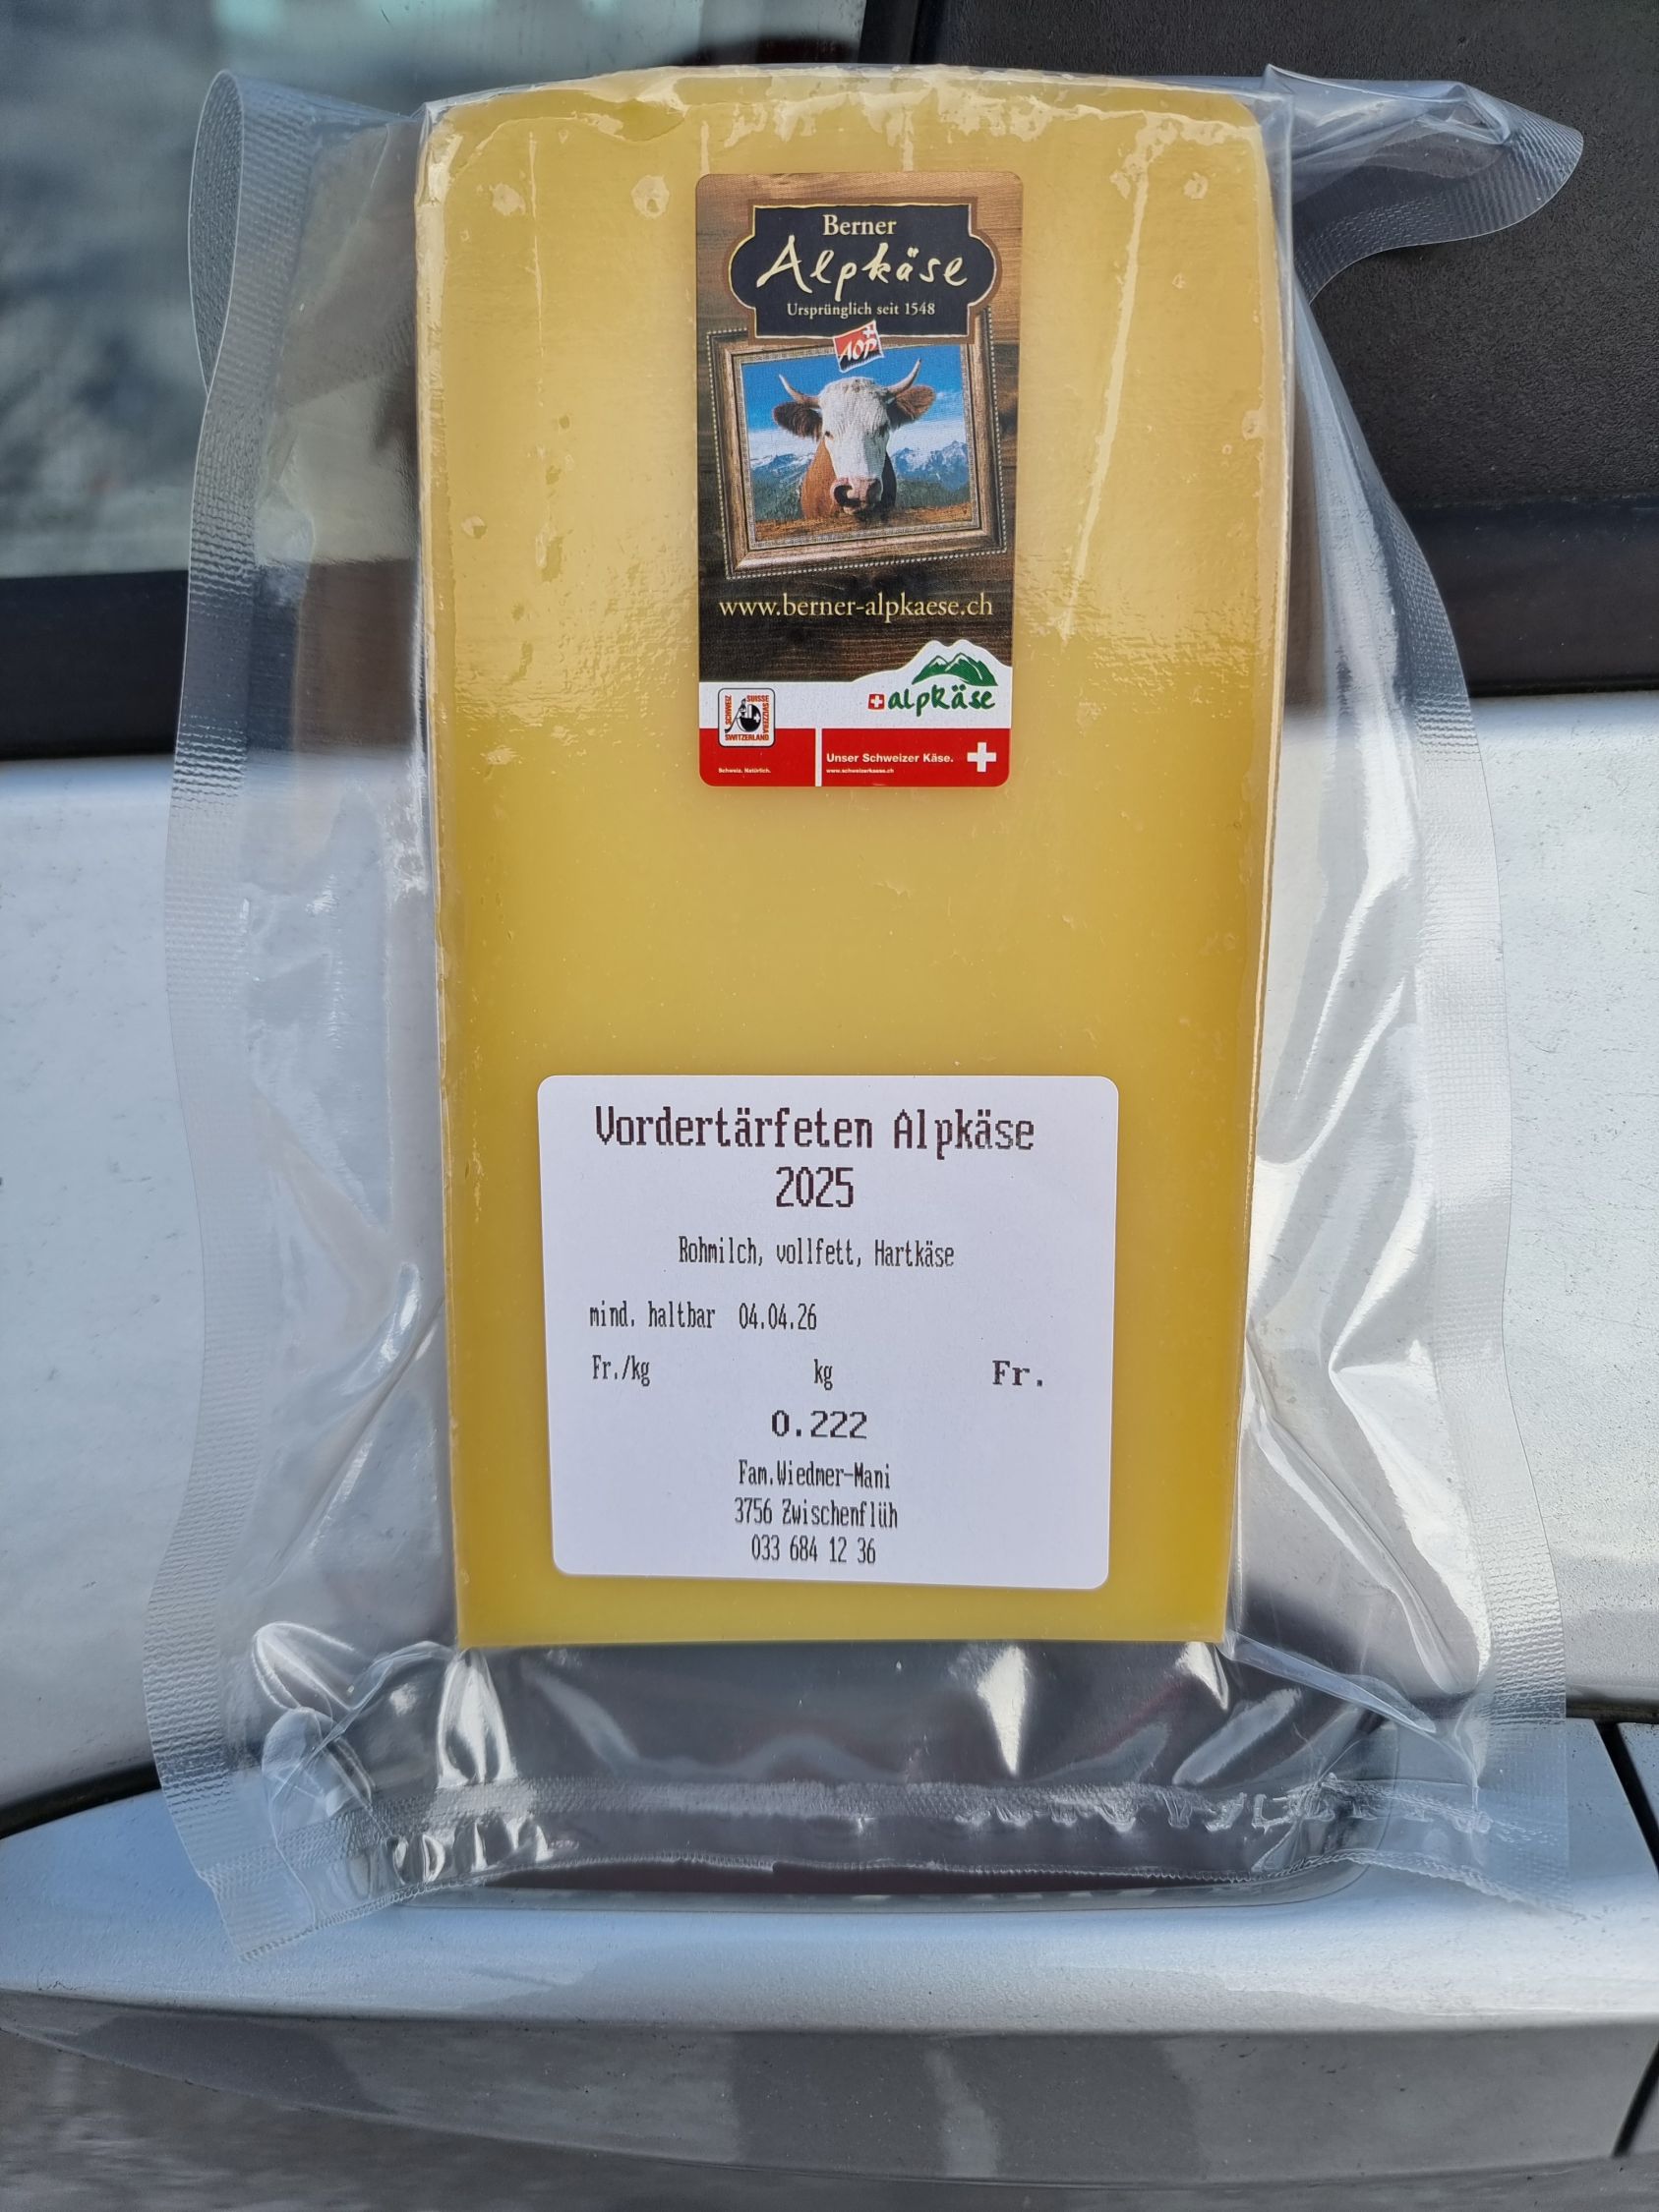 Berner
Alpkäse
Ursprünglich seit 1548
AOP
www.berner-alpkaese.ch
alpkäse
SCHWEIZ
SUISSE
SVIZZERA
SWITZERLAND
Unser Schweizer Käse.
Schweiz. Natürlich.
www.schweizerkaese.ch
Vordertärfeten Alpkäse
2025
Rohmilch, vollfett, Hartkäse
mind. haltbar 04.04.26
Fr./kg kg Fr.
0.222
Fam.Wiedmer-Mani
3756 Zwischenflüh
033 684 12 36